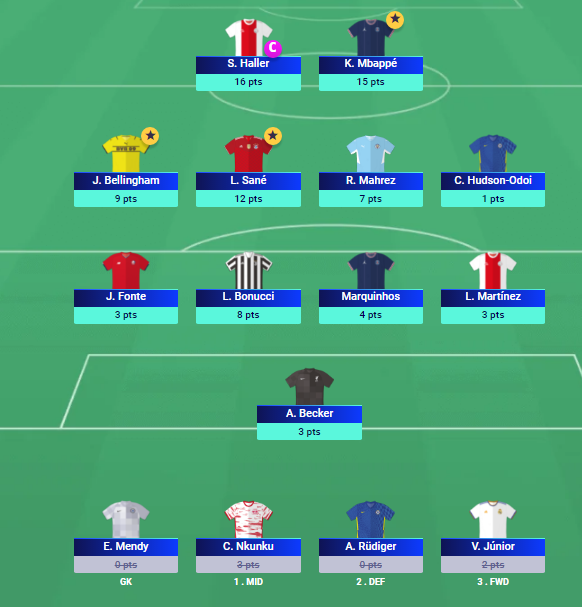 C
S. Haller
K. Mbappé
16 pts
15 pts
J. Bellingham
L. Sané
R. Mahrez
C. Hudson-Odoi
9 pts
12 pts
7 pts
1 pts
J. Fonte
L. Bonucci
Marquinhos
L. Martínez
3 pts
8 pts
4 pts
3 pts
A. Becker
3 pts
E. Mendy
C. Nkunku
A. Rüdiger
V. Júnior
0 pts
3 pts
0 pts
2 pts
GK
1. MID
2. DEF
3. FWD